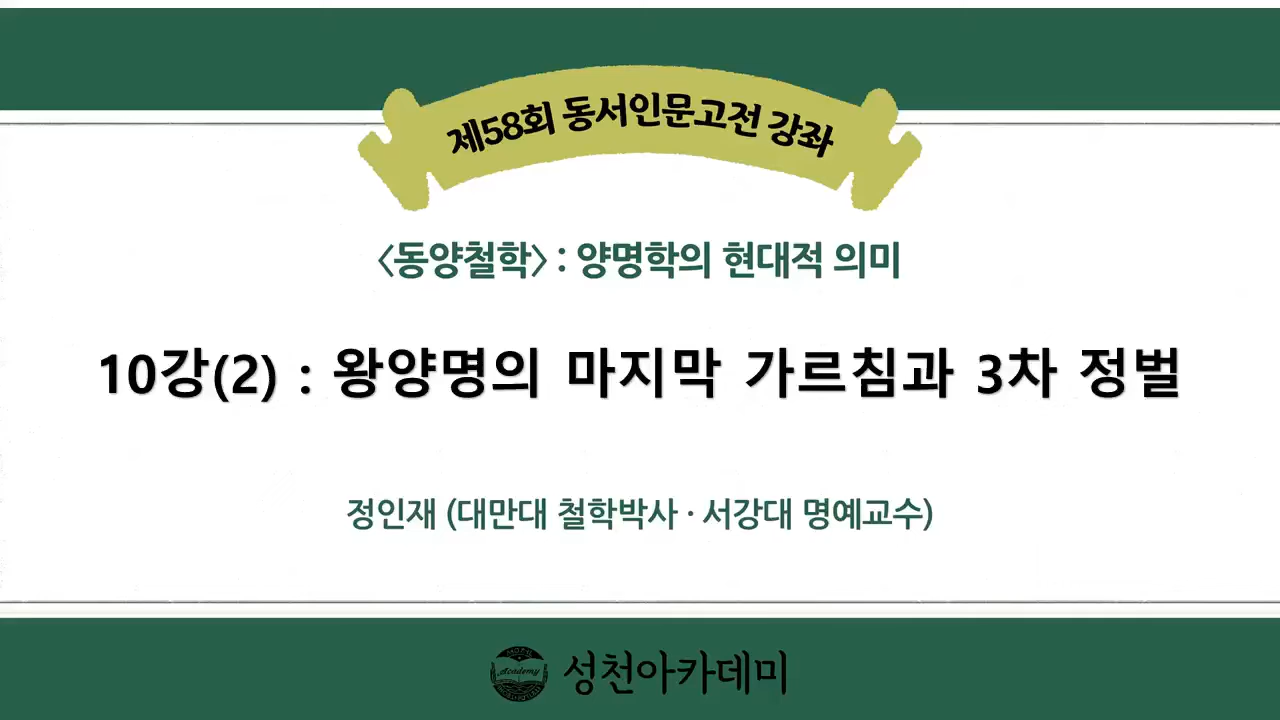 제58회 동서인문고전 강좌
〈동양철학〉 : 양명학의 현대적 의미
10강(2) : 왕양명의 마지막 가르침과 3차 정벌
정인재 (대만대 철학박사 · 서강대 명예교수)
Academy
성천아카데미